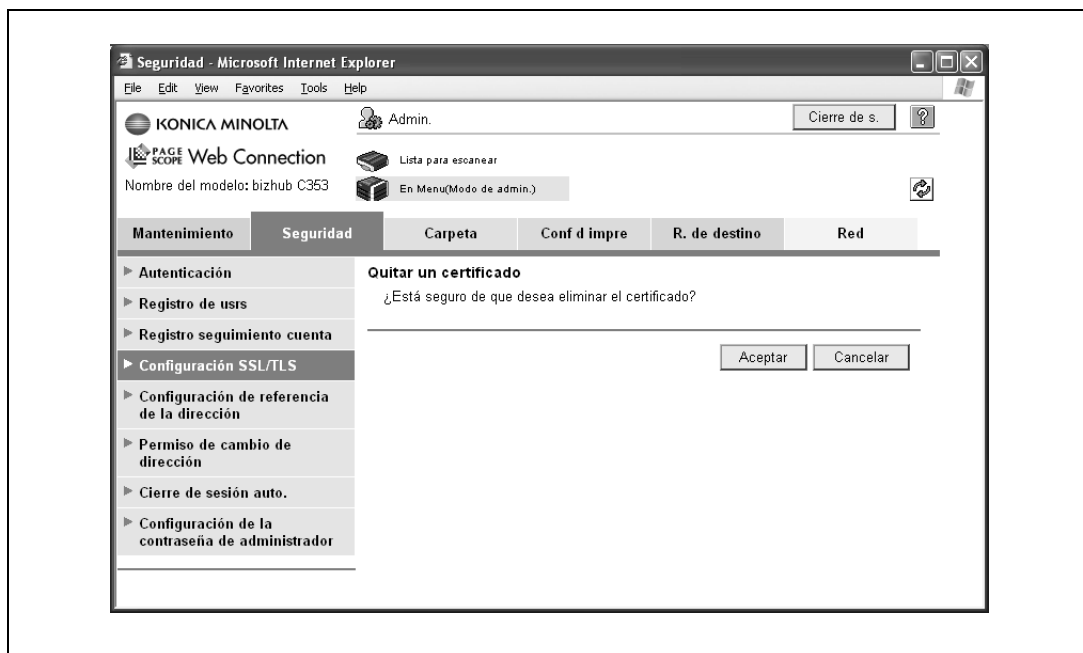 Seguridad - Microsoft Internet Explorer
File Edit View Favorites Tools Help
KONICA MINOLTA
Admin.
Cierre de s.
?
PAGE SCOPE Web Connection
Lista para escanear
Nombre del modelo: bizhub C353
En Menu(Modo de admin.)
Mantenimiento Seguridad Carpeta Conf d impre R. de destino Red
Autenticación
Registro de usrs
Registro seguimiento cuenta
Configuración SSL/TLS
Configuración de referencia
de la dirección
Permiso de cambio de
dirección
Cierre de sesión auto.
Configuración de la
contraseña de administrador
Quitar un certificado
¿Está seguro de que desea eliminar el certificado?
Aceptar Cancelar